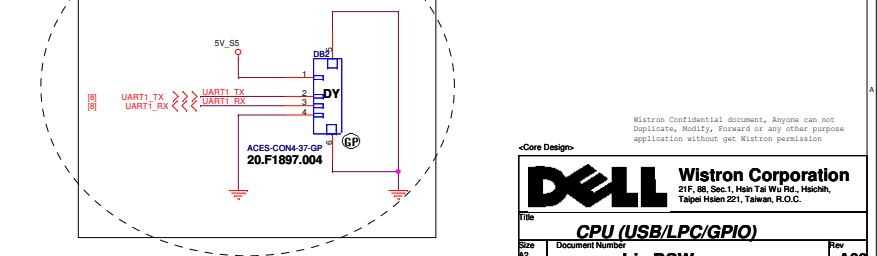 5V_S5
DB2
5
1
[8] UART1_TX UART1_TX 2 DY
[8] UART1_RX UART1_RX 3
4
6
GP
ACES-CON4-37-GP
20.F1897.004
A
Wistron Confidential document, Anyone can not
Duplicate, Modify, Forward or any other purpose
application without get Wistron permission
<Core Design>
DELL
Wistron Corporation
21F, 88, Sec.1, Hsin Tai Wu Rd., Hsichih,
Taipei Hsien 221, Taiwan, R.O.C.
Title
CPU (USB/LPC/GPIO)
Size Document Number Rev
A2